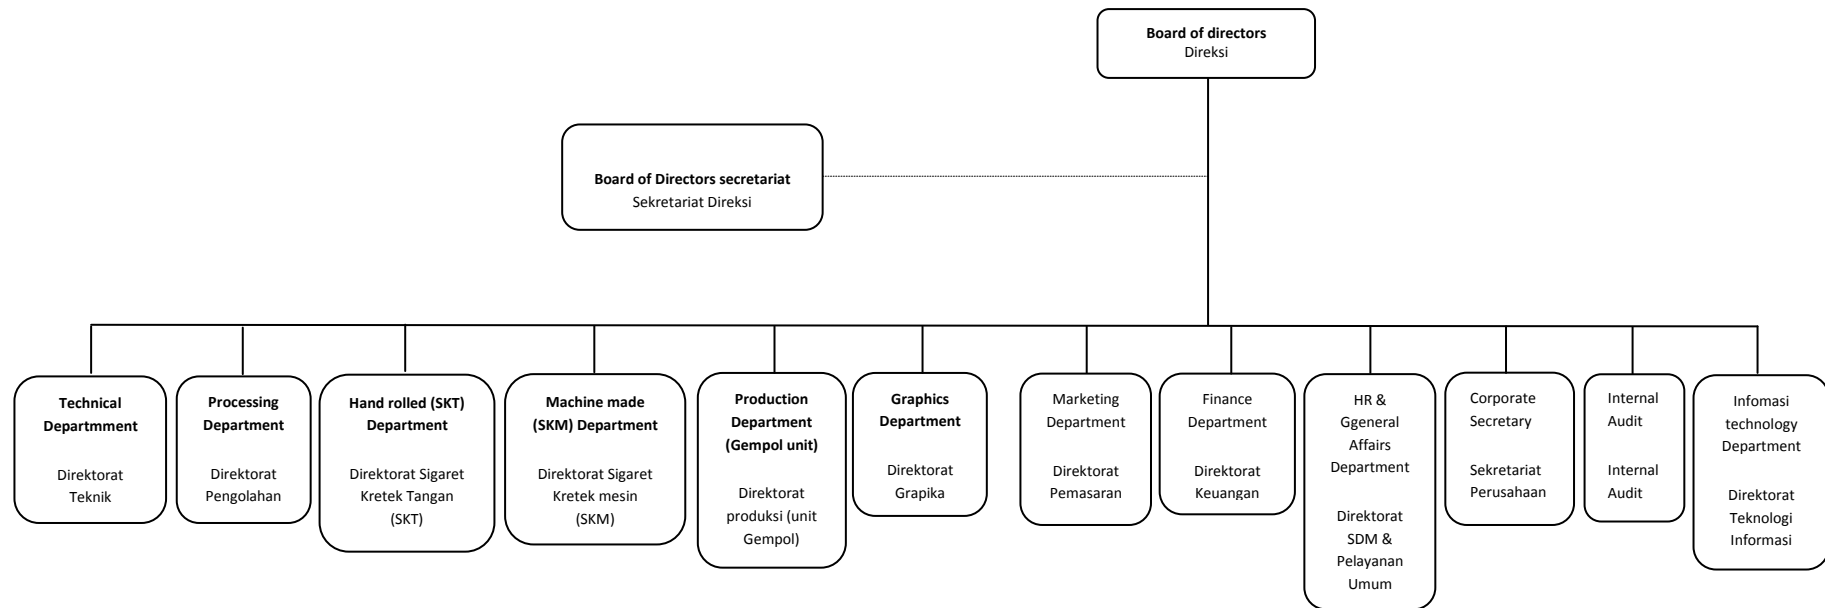 Board of directors
Direksi
Board of Directors secretariat
Sekretariat Direksi
Technical
Departmment
Direktorat
Teknik
Processing
Department
Direktorat
Pengolahan
Hand rolled (SKT)
Department
Direktorat Sigaret
Kretek Tangan
(SKT)
Machine made
(SKM) Department
Direktorat Sigaret
Kretek mesin
(SKM)
Production
Department
(Gempol unit)
Direktorat
produksi (unit
Gempol)
Graphics
Department
Direktorat
Grapika
Marketing
Department
Direktorat
Pemasaran
Finance
Department
Direktorat
Keuangan
HR &
Ggeneral
Affairs
Department
Direktorat
SDM &
Pelayanan
Umum
Corporate
Secretary
Sekretariat
Perusahaan
Internal
Audit
Internal
Audit
Infomasi
technology
Department
Direktorat
Teknologi
Informasi